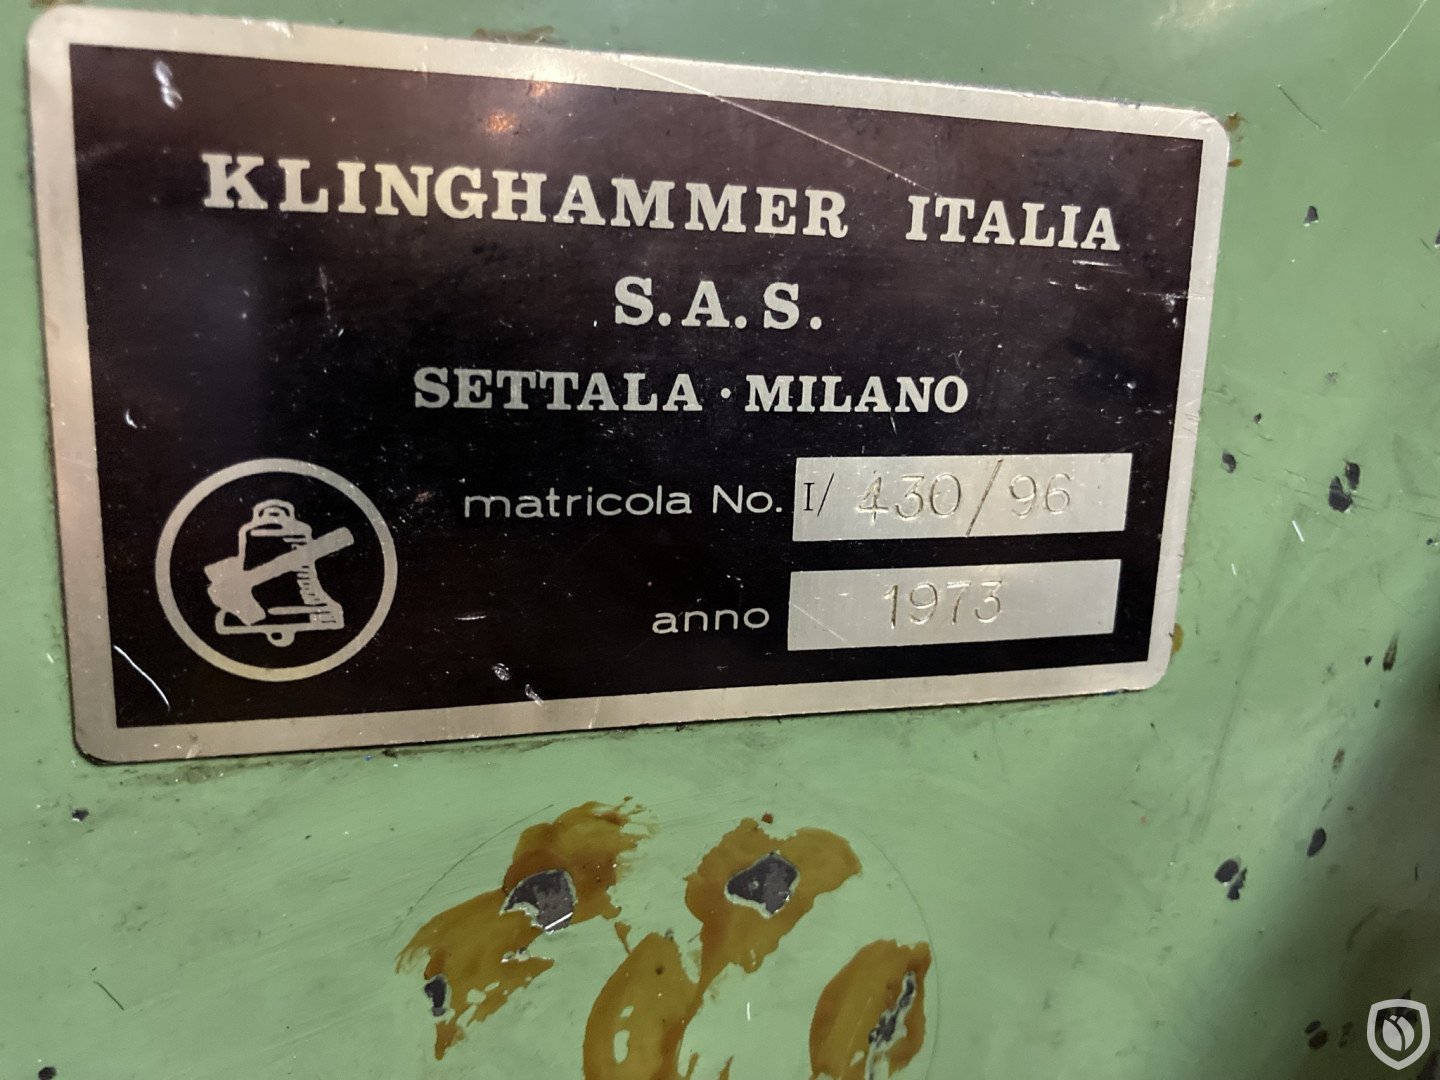 KLINGHAMMER ITALIA
S.A.S.
SETTALA · MILANO
matricola No. I/ 430/96
anno 1973